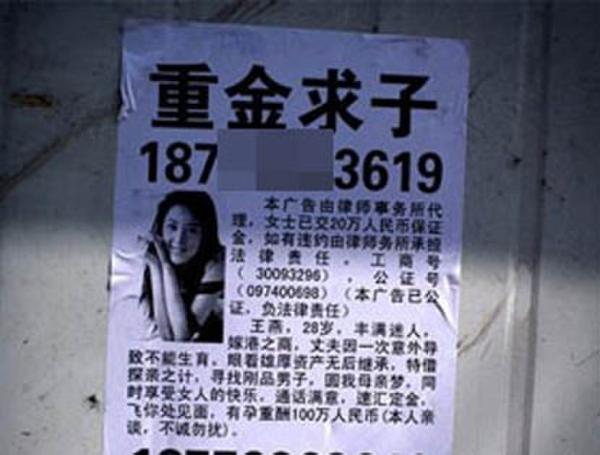 重金求子
187 3619
本广告由律师事务所代
理，女士已交20万人民币保证
金，如有违约由律师务所承担
法律责任，工商号
（30093296），公证号
（097400698）（本广告已公
证，负法律责任）
王燕，28岁，丰满迷人，
嫁港之商，丈夫因一次意外导
致不能生育，眼看雄厚资产无后继承，特借
探亲之计，寻找刚品男子，圆我母亲梦，同
时享受女人的快乐，通话满意，速汇定金，
飞你处见面，有孕重酬100万人民币(本人亲
谈，不诚勿扰)。